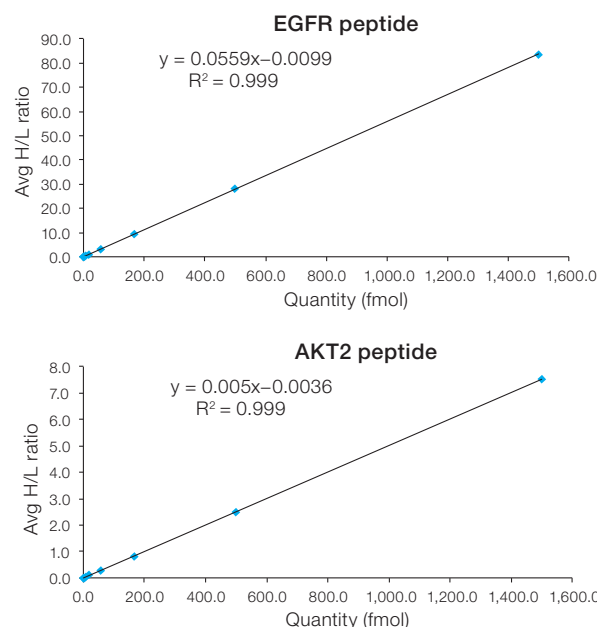 EGFR peptide
90.0
80.0
70.0
60.0
50.0
40.0
30.0
20.0
10.0
0.0
Avg H/L ratio
y = 0.0559x–0.0099
R² = 0.999
0.0 200.0 400.0 600.0 800.0 1,000.0 1,200.0 1,400.0 1,600.0
Quantity (fmol)
AKT2 peptide
8.0
7.0
6.0
5.0
4.0
3.0
2.0
1.0
0.0
Avg H/L ratio
y = 0.005x–0.0036
R² = 0.999
0.0 200.0 400.0 600.0 800.0 1,000.0 1,200.0 1,400.0 1,600.0
Quantity (fmol)